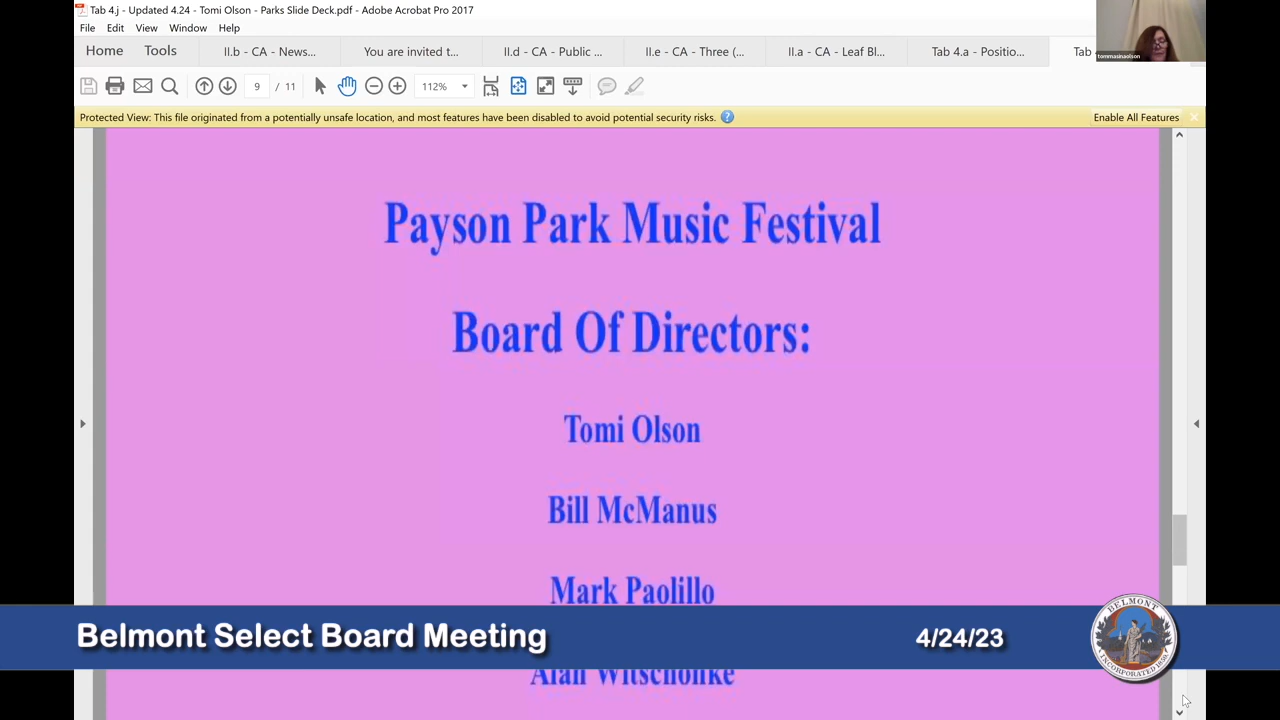 Tab 4.j - Updated 4.24 - Tomi Olson - Parks Slide Deck.pdf - Adobe Acrobat Pro 2017
File Edit View Window Help
Home Tools II.b - CA - News... You are invited t... II.d - CA - Public ... II.e - CA - Three (... II.a - CA - Leaf Bl... Tab 4.a - Positio... Tab
tommasinaolson
9 / 11 112%
Protected View: This file originated from a potentially unsafe location, and most features have been disabled to avoid potential security risks. ? Enable All Features
Payson Park Music Festival
Board Of Directors:
Tomi Olson
Bill McManus
Mark Paolillo
Belmont Select Board Meeting 4/24/23
BELMONT
INCORPORATED 1859
Alan Witschonke